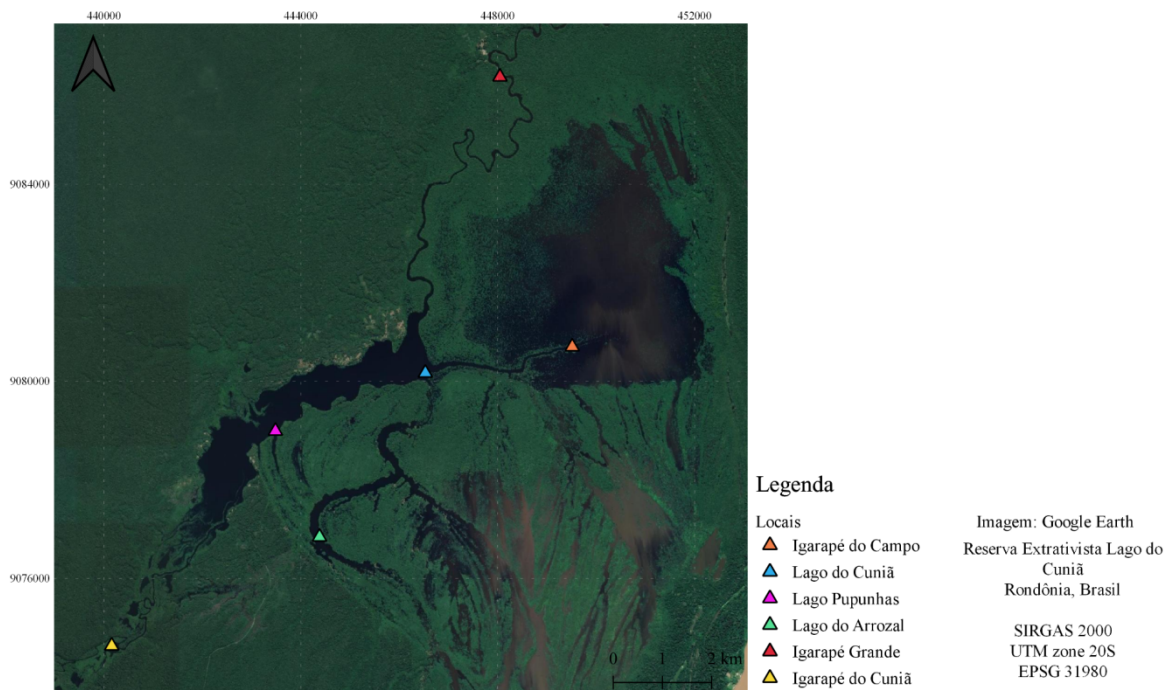 440000
444000
448000
452000
9084000
9080000
9076000
0 1 2 km
Legenda
Locais
Igarapé do Campo
Lago do Cuniã
Lago Pupunhas
Lago do Arrozal
Igarapé Grande
Igarapé do Cuniã
Imagem: Google Earth
Reserva Extrativista Lago do
Cuniã
Rondônia, Brasil
SIRGAS 2000
UTM zone 20S
EPSG 31980